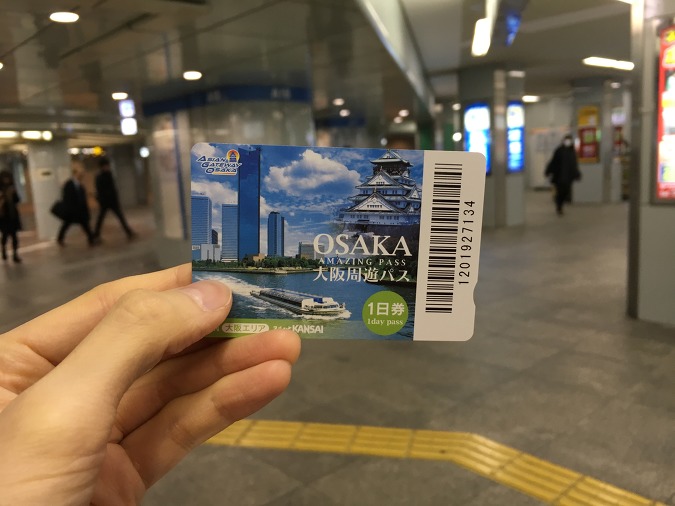 ASIAN
GATEWAY
OSAKA
OSAKA
AMAZING PASS
大阪周遊パス
1日券
1day pass
大阪エリア
KANSAI
1201927134